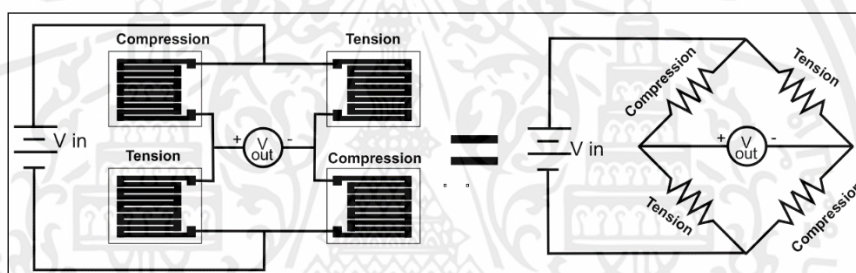 Compression
Tension
V in
+
V
out
-
Tension
Compression
=
Compression
Tension
V in
+
V
out
-
Tension
Compression